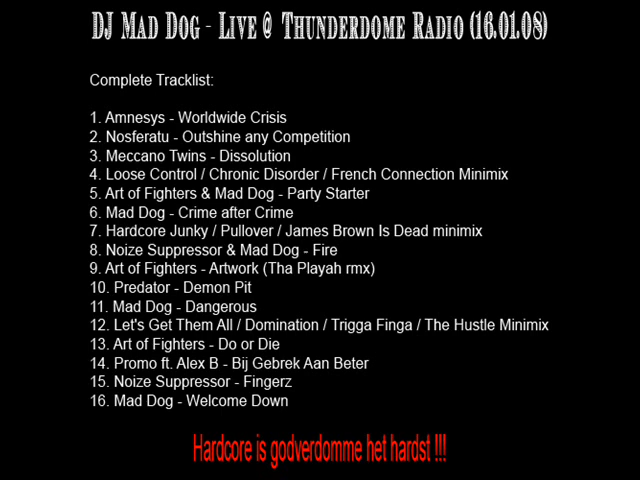 DJ Mad Dog - Live @ Thunderdome Radio (16.01.08)
Complete Tracklist:
1. Amnesys - Worldwide Crisis
2. Nosferatu - Outshine any Competition
3. Meccano Twins - Dissolution
4. Loose Control / Chronic Disorder / French Connection Minimix
5. Art of Fighters & Mad Dog - Party Starter
6. Mad Dog - Crime after Crime
7. Hardcore Junky / Pullover / James Brown Is Dead minimix
8. Noize Suppressor & Mad Dog - Fire
9. Art of Fighters - Artwork (Tha Playah rmx)
10. Predator - Demon Pit
11. Mad Dog - Dangerous
12. Let's Get Them All / Domination / Trigga Finga / The Hustle Minimix
13. Art of Fighters - Do or Die
14. Promo ft. Alex B - Bij Gebrek Aan Beter
15. Noize Suppressor - Fingerz
16. Mad Dog - Welcome Down
Hardcore is godverdomme het hardst !!!